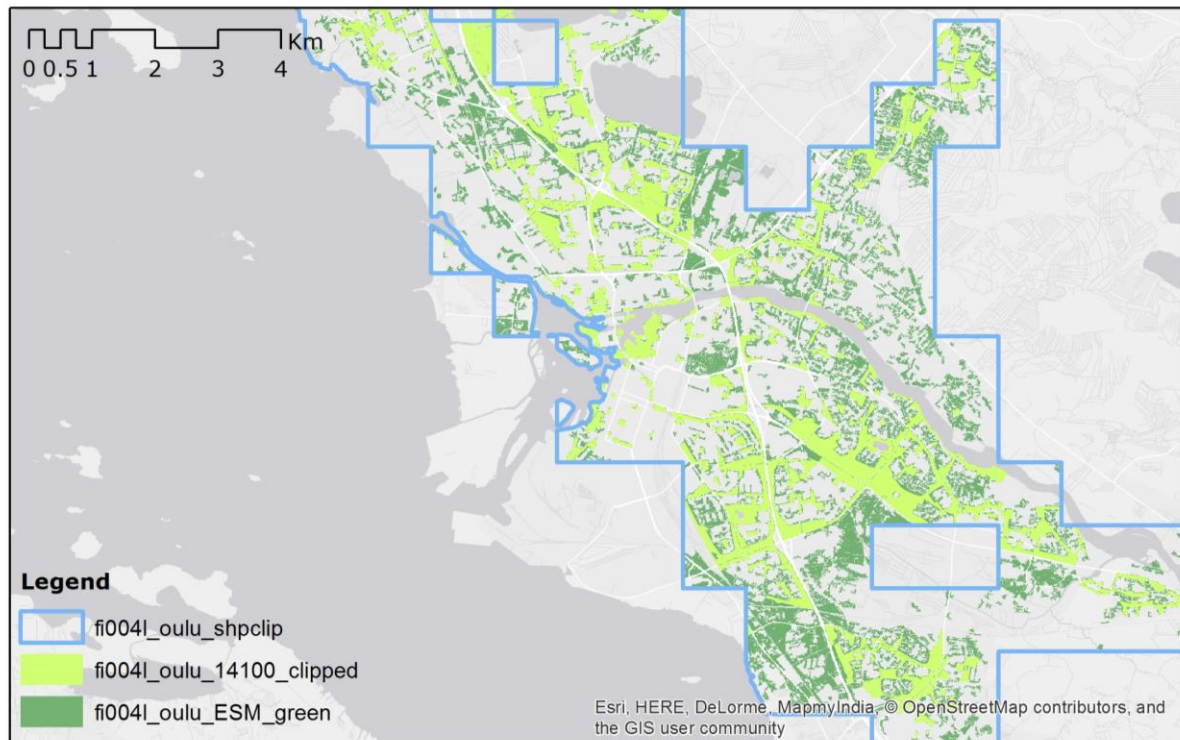 Km
0 0.5 1 2 3 4
Legend
fi004l_oulu_shpclip
fi004l_oulu_14100_clipped
fi004l_oulu_ESM_green
Esri, HERE, DeLorme, MapmyIndia, © OpenStreetMap contributors, and
the GIS user community